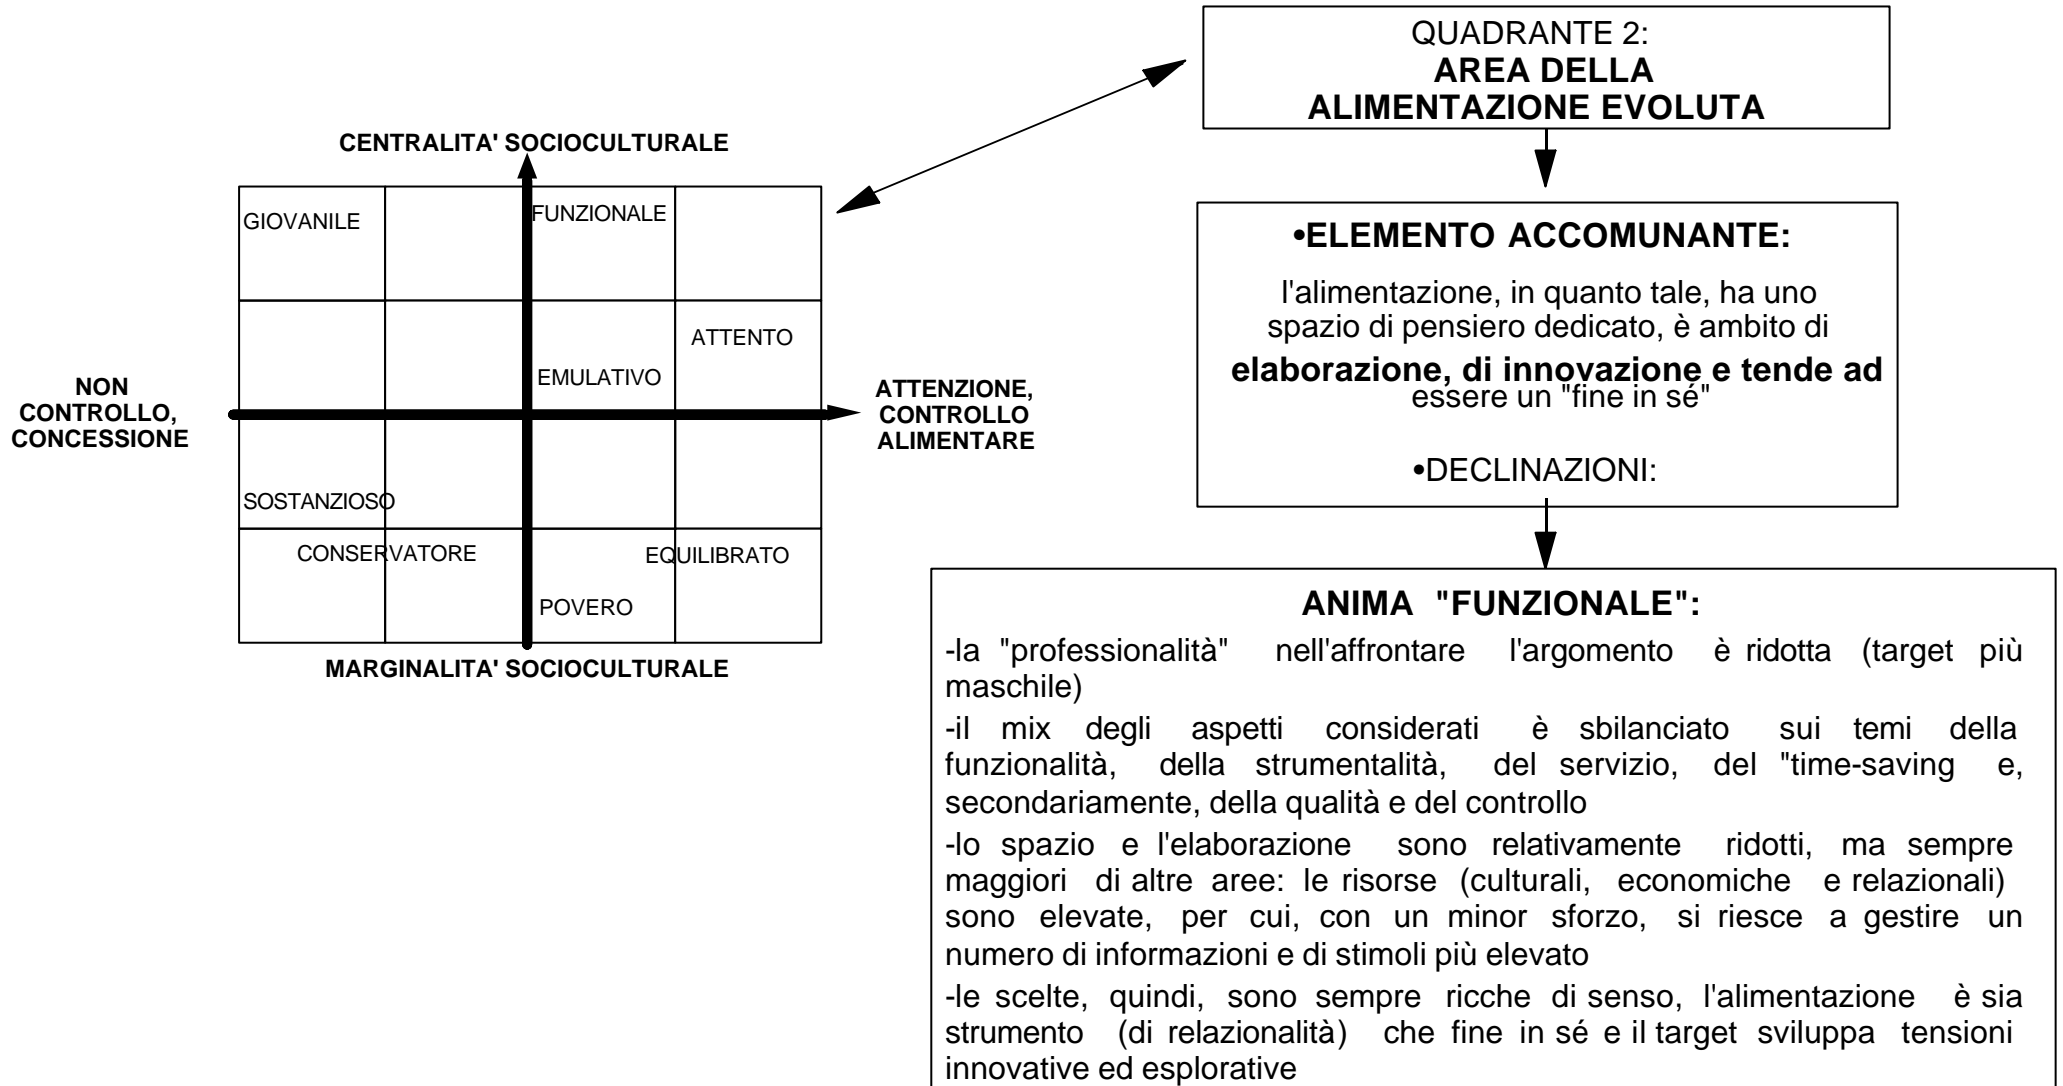 QUADRANTE 2:
AREA DELLA
ALIMENTAZIONE EVOLUTA
CENTRALITA' SOCIOCULTURALE
GIOVANILE
FUNZIONALE
ATTENTO
EMULATIVO
NON
CONTROLLO,
CONCESSIONE
ATTENZIONE,
CONTROLLO
ALIMENTARE
SOSTANZIOSO
CONSERVATORE
EQUILIBRATO
POVERO
MARGINALITA' SOCIOCULTURALE
•ELEMENTO ACCOMUNANTE:
l'alimentazione, in quanto tale, ha uno
spazio di pensiero dedicato, è ambito di
elaborazione, di innovazione e tende ad
essere un "fine in sé"
•DECLINAZIONI:
ANIMA "FUNZIONALE":
-la "professionalità" nell'affrontare l'argomento è ridotta (target più
maschile)
-il mix degli aspetti considerati è sbilanciato sui temi della
funzionalità, della strumentalità, del servizio, del "time-saving e,
secondariamente, della qualità e del controllo
-lo spazio e l'elaborazione sono relativamente ridotti, ma sempre
maggiori di altre aree: le risorse (culturali, economiche e relazionali)
sono elevate, per cui, con un minor sforzo, si riesce a gestire un
numero di informazioni e di stimoli più elevato
-le scelte, quindi, sono sempre ricche di senso, l'alimentazione è sia
strumento (di relazionalità) che fine in sé e il target sviluppa tensioni
innovative ed esplorative